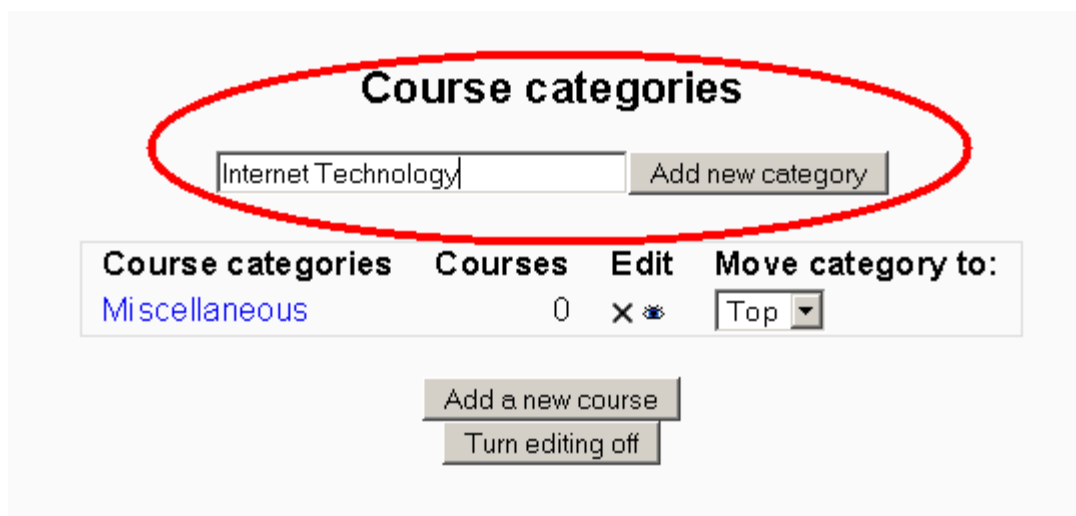 Course categories
Internet Technology Add new category
Course categories Courses Edit Move category to:
Miscellaneous 0 Top
Add a new course
Turn editing off